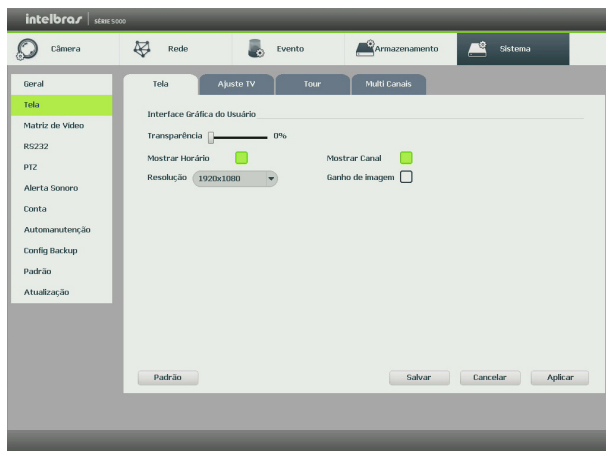 intelbras | SÉRIE 5000
Câmera
Rede
Evento
Armazenamento
Sistema
Geral
Tela
Matriz de Vídeo
RS232
PTZ
Alerta Sonoro
Conta
Automanutenção
Config Backup
Padrão
Atualização
Tela
Ajuste TV
Tour
Multi Canais
Interface Gráfica do Usuário
Transparência 0%
Mostrar Horário
Mostrar Canal
Resolução 1920x1080
Ganho de imagem
Padrão
Salvar
Cancelar
Aplicar